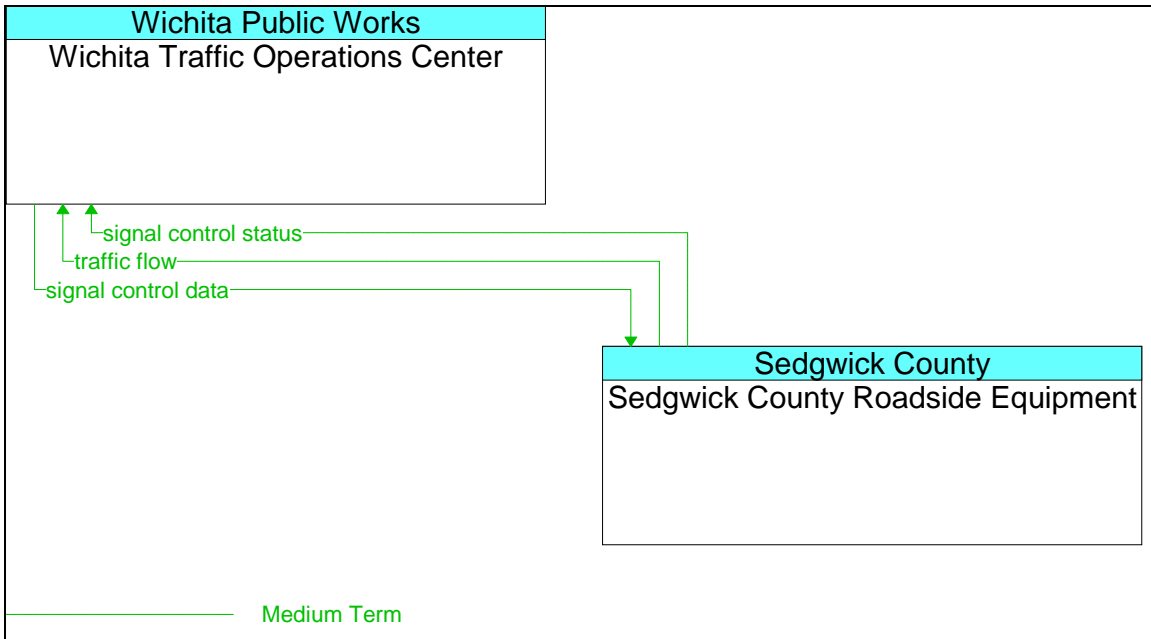 Wichita Public Works
Wichita Traffic Operations Center
signal control status
traffic flow
signal control data
Sedgwick County
Sedgwick County Roadside Equipment
Medium Term